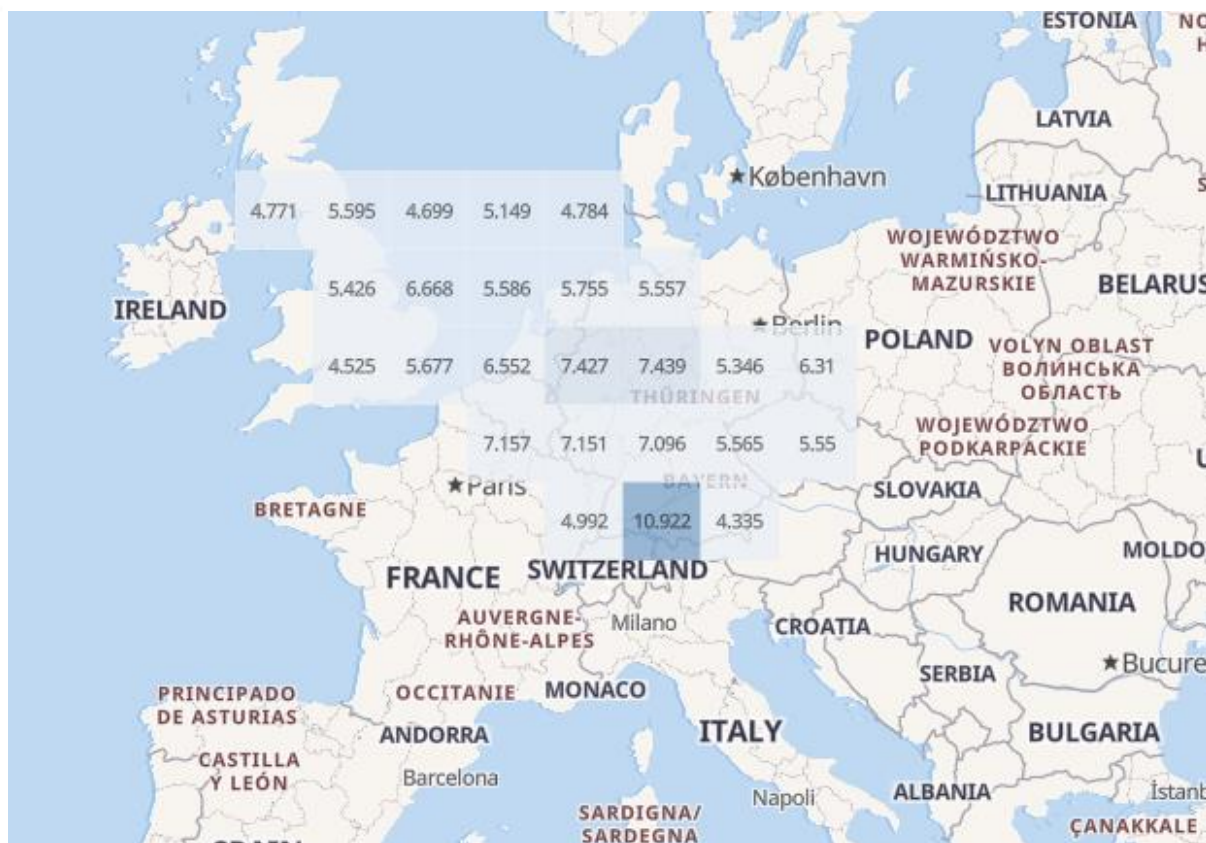 ESTONIA
NO
H
LATVIA
København
LITHUANIA
S
4.771 5.595 4.699 5.149 4.784
WOJEWÓDZTWO
WARMIŃSKO-
MAZURSKIE
BELARUS
IRELAND
5.426 6.668 5.586 5.755 5.557
Berlin
POLAND
VOLYN OBLAST
ВОЛИНСЬКА
ОБЛАСТЬ
4.525 5.677 6.552 7.427 7.439 5.346 6.31
THÜRINGEN
WOJEWÓDZTWO
PODKARPACKIE
7.157 7.151 7.096 5.565 5.55
U
Paris
BAYERN
SLOVAKIA
BRETAGNE
4.992 10.922 4.335
HUNGARY
MOLDO
FRANCE
SWITZERLAND
ROMANIA
AUVERGNE-
RHÔNE-ALPES
Milano
CROATIA
Bucure
SERBIA
PRINCIPADO
DE ASTURIAS
OCCITANIE
MONACO
ANDORRA
ITALY
BULGARIA
CASTILLA
Y LEÓN
Barcelona
Napoli
ALBANIA
İstanb
SARDIGNA/
SARDEGNA
ÇANAKKALE